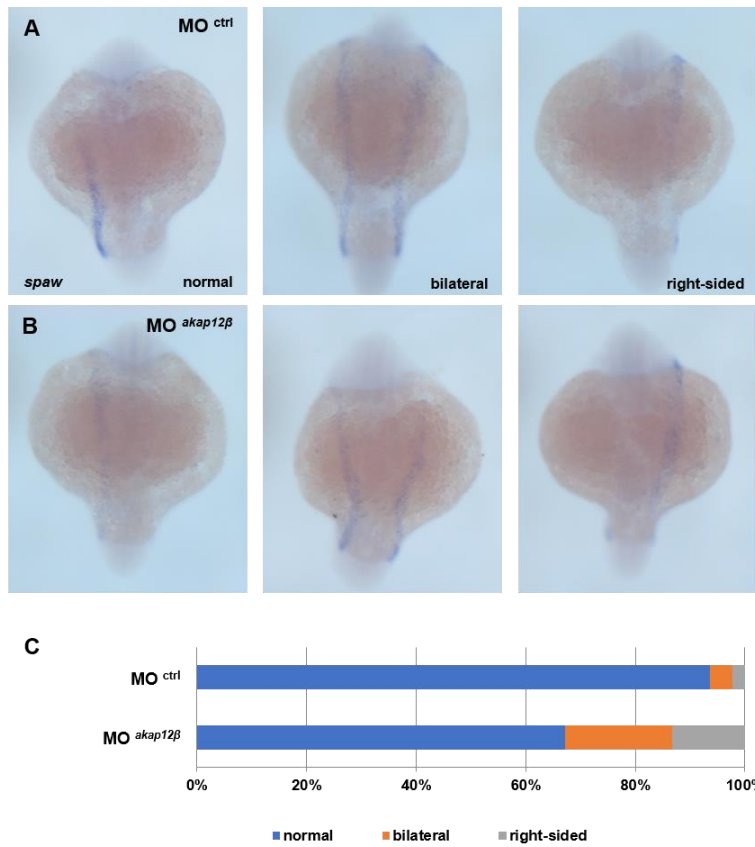 A
MO ctrl
spaw
normal
bilateral
right-sided
B
MO akap12β
C
MO ctrl
MO akap12β
0% 20% 40% 60% 80% 100%
normal bilateral right-sided